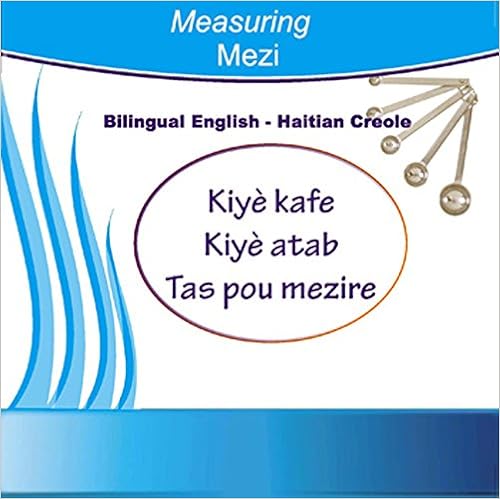 Measuring
Mezi
Bilingual English - Haitian Creole
Kiyè kafe
Kiyè atab
Tas pou mezire